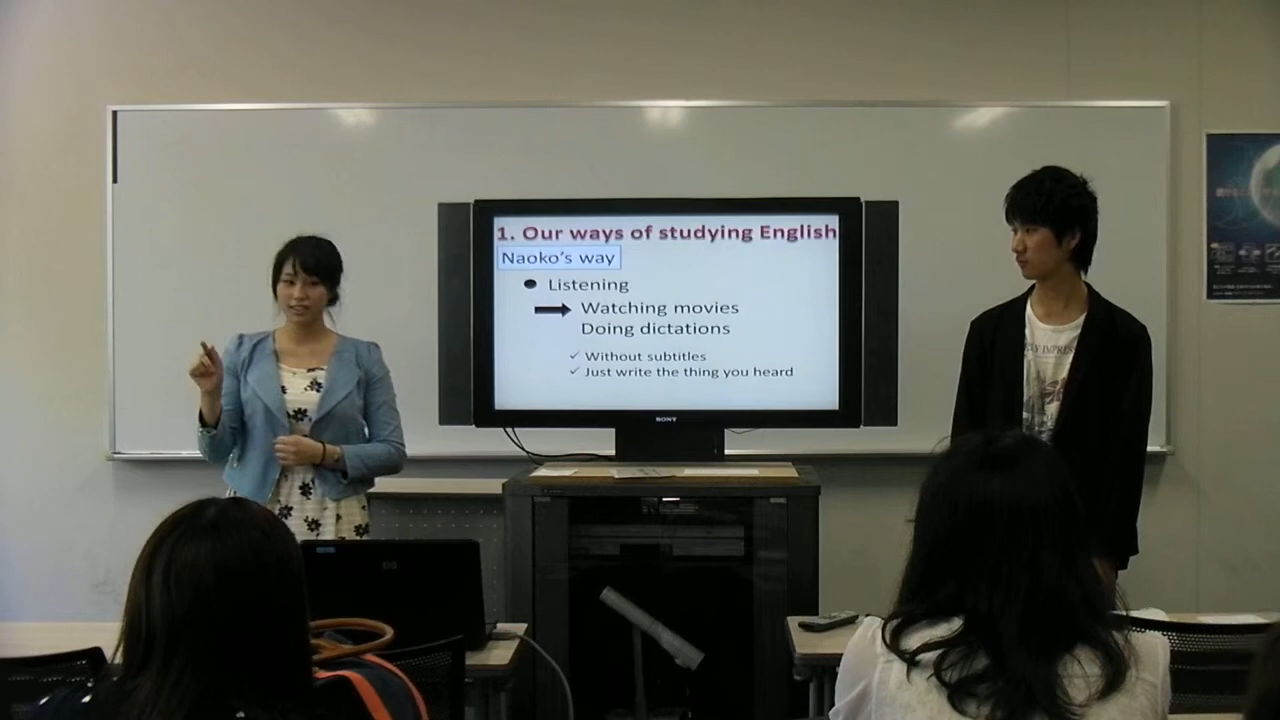 1. Our ways of studying English
Naoko's way
● Listening
➡ Watching movies
Doing dictations
✓ Without subtitles
✓ Just write the thing you heard
SONY
hp